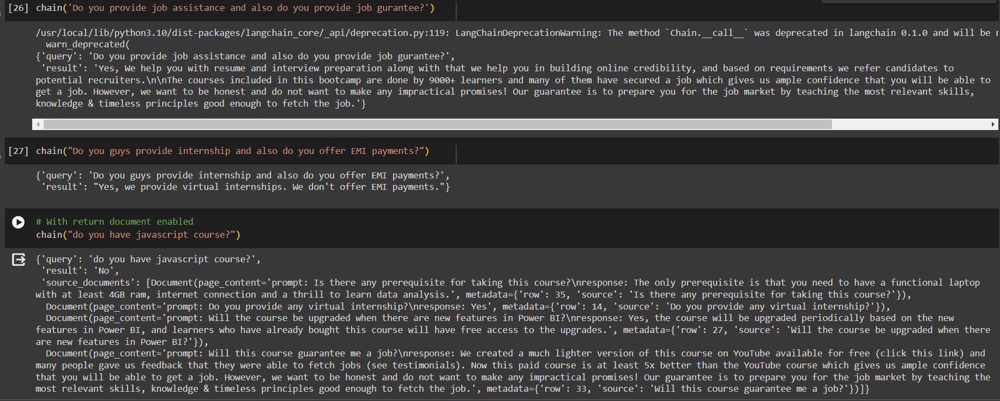 [26] chain('Do you provide job assistance and also do you provide job gurantee?')
/usr/local/lib/python3.10/dist-packages/langchain_core/_api/deprecation.py:119: LangChainDeprecationWarning: The method `Chain.__call__` was deprecated in langchain 0.1.0 and will be
warn_deprecated(
{'query': 'Do you provide job assistance and also do you provide job gurantee?',
'result': 'Yes, We help you with resume and interview preparation along with that we help you in building online credibility, and based on requirements we refer candidates to
potential recruiters.\n\nThe courses included in this bootcamp are done by 9000+ learners and many of them have secured a job which gives us ample confidence that you will be able to
get a job. However, we want to be honest and do not want to make any impractical promises! Our guarantee is to prepare you for the job market by teaching the most relevant skills,
knowledge & timeless principles good enough to fetch the job.'}
[27] chain("Do you guys provide internship and also do you offer EMI payments?")
{'query': 'Do you guys provide internship and also do you offer EMI payments?',
'result': "Yes, we provide virtual internships. We don't offer EMI payments."}
# With return document enabled
chain("do you have javascript course?")
{'query': 'do you have javascript course?',
'result': 'No',
'source_documents': [Document(page_content='prompt: Is there any prerequisite for taking this course?\nresponse: The only prerequisite is that you need to have a functional laptop
with at least 4GB ram, internet connection and a thrill to learn data analysis.', metadata={'row': 35, 'source': 'Is there any prerequisite for taking this course?'}),
Document(page_content='prompt: Do you provide any virtual internship?\nresponse: Yes', metadata={'row': 14, 'source': 'Do you provide any virtual internship?'}),
Document(page_content='prompt: Will the course be upgraded when there are new features in Power BI?\nresponse: Yes, the course will be upgraded periodically based on the new
features in Power BI, and learners who have already bought this course will have free access to the upgrades.', metadata={'row': 27, 'source': 'Will the course be upgraded when there
are new features in Power BI?'}),
Document(page_content='prompt: Will this course guarantee me a job?\nresponse: We created a much lighter version of this course on YouTube available for free (click this link) and
many people gave us feedback that they were able to fetch jobs (see testimonials). Now this paid course is at least 5x better than the YouTube course which gives us ample confidence
that you will be able to get a job. However, we want to be honest and do not want to make any impractical promises! Our guarantee is to prepare you for the job market by teaching the
most relevant skills, knowledge & timeless principles good enough to fetch the job.', metadata={'row': 33, 'source': 'Will this course guarantee me a job?'})]}